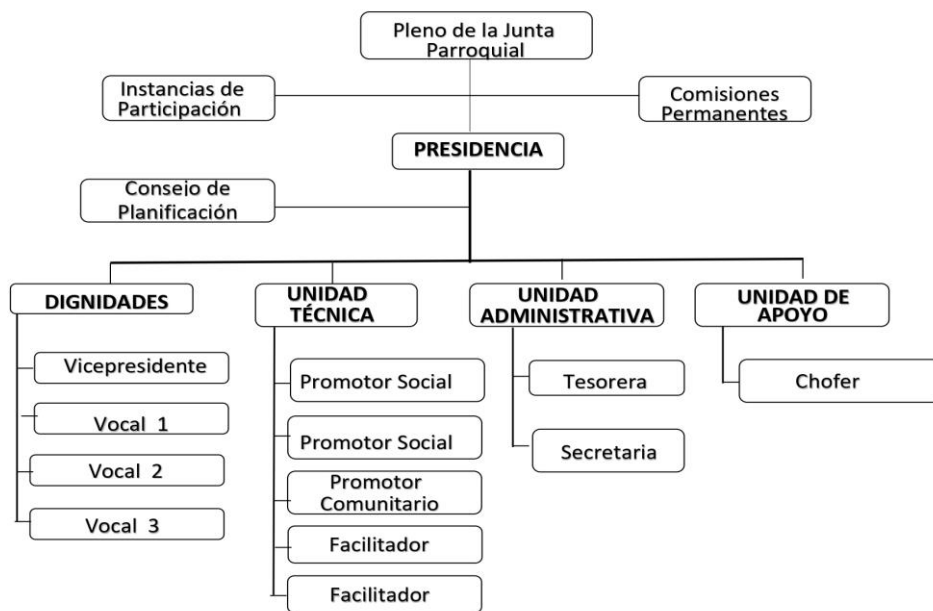 Pleno de la Junta
Parroquial
Instancias de
Participación
Comisiones
Permanentes
PRESIDENCIA
Consejo de
Planificación
DIGNIDADES
Vicepresidente
Vocal 1
Vocal 2
Vocal 3
UNIDAD
TÉCNICA
Promotor Social
Promotor Social
Promotor
Comunitario
Facilitador
Facilitador
UNIDAD
ADMINISTRATIVA
Tesorera
Secretaria
UNIDAD DE
APOYO
Chofer